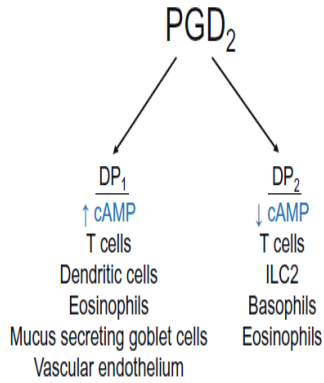 PGD₂
DP₁
↑ cAMP
T cells
Dendritic cells
Eosinophils
Mucus secreting goblet cells
Vascular endothelium
DP₂
↓ cAMP
T cells
ILC2
Basophils
Eosinophils